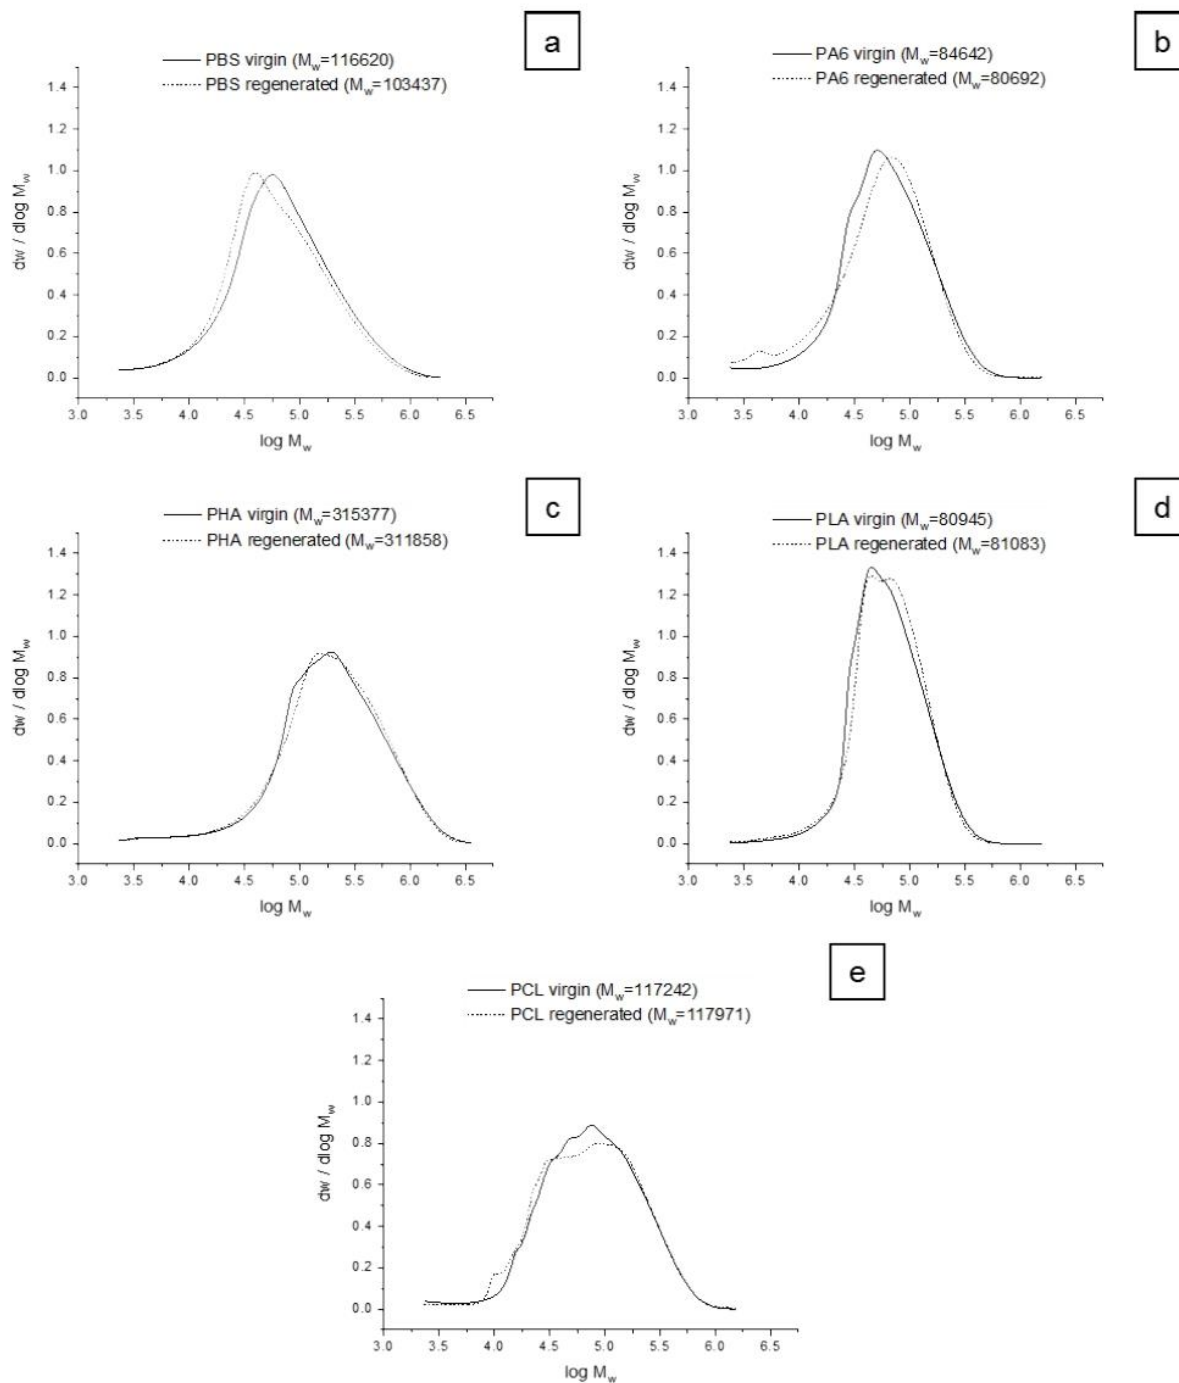 a
PBS virgin (Mw=116620)
PBS regenerated (Mw=103437)
1.4
1.2
1.0
0.8
0.6
0.4
0.2
0.0
dw / dlog Mw
3.0 3.5 4.0 4.5 5.0 5.5 6.0 6.5
log Mw
b
PA6 virgin (Mw=84642)
PA6 regenerated (Mw=80692)
1.4
1.2
1.0
0.8
0.6
0.4
0.2
0.0
dw / dlog Mw
3.0 3.5 4.0 4.5 5.0 5.5 6.0 6.5
log Mw
c
PHA virgin (Mw=315377)
PHA regenerated (Mw=311858)
1.4
1.2
1.0
0.8
0.6
0.4
0.2
0.0
dw / dlog Mw
3.0 3.5 4.0 4.5 5.0 5.5 6.0 6.5
log Mw
d
PLA virgin (Mw=80945)
PLA regenerated (Mw=81083)
1.4
1.2
1.0
0.8
0.6
0.4
0.2
0.0
dw / dlog Mw
3.0 3.5 4.0 4.5 5.0 5.5 6.0 6.5
log Mw
e
PCL virgin (Mw=117242)
PCL regenerated (Mw=117971)
1.4
1.2
1.0
0.8
0.6
0.4
0.2
0.0
dw / dlog Mw
3.0 3.5 4.0 4.5 5.0 5.5 6.0 6.5
log Mw